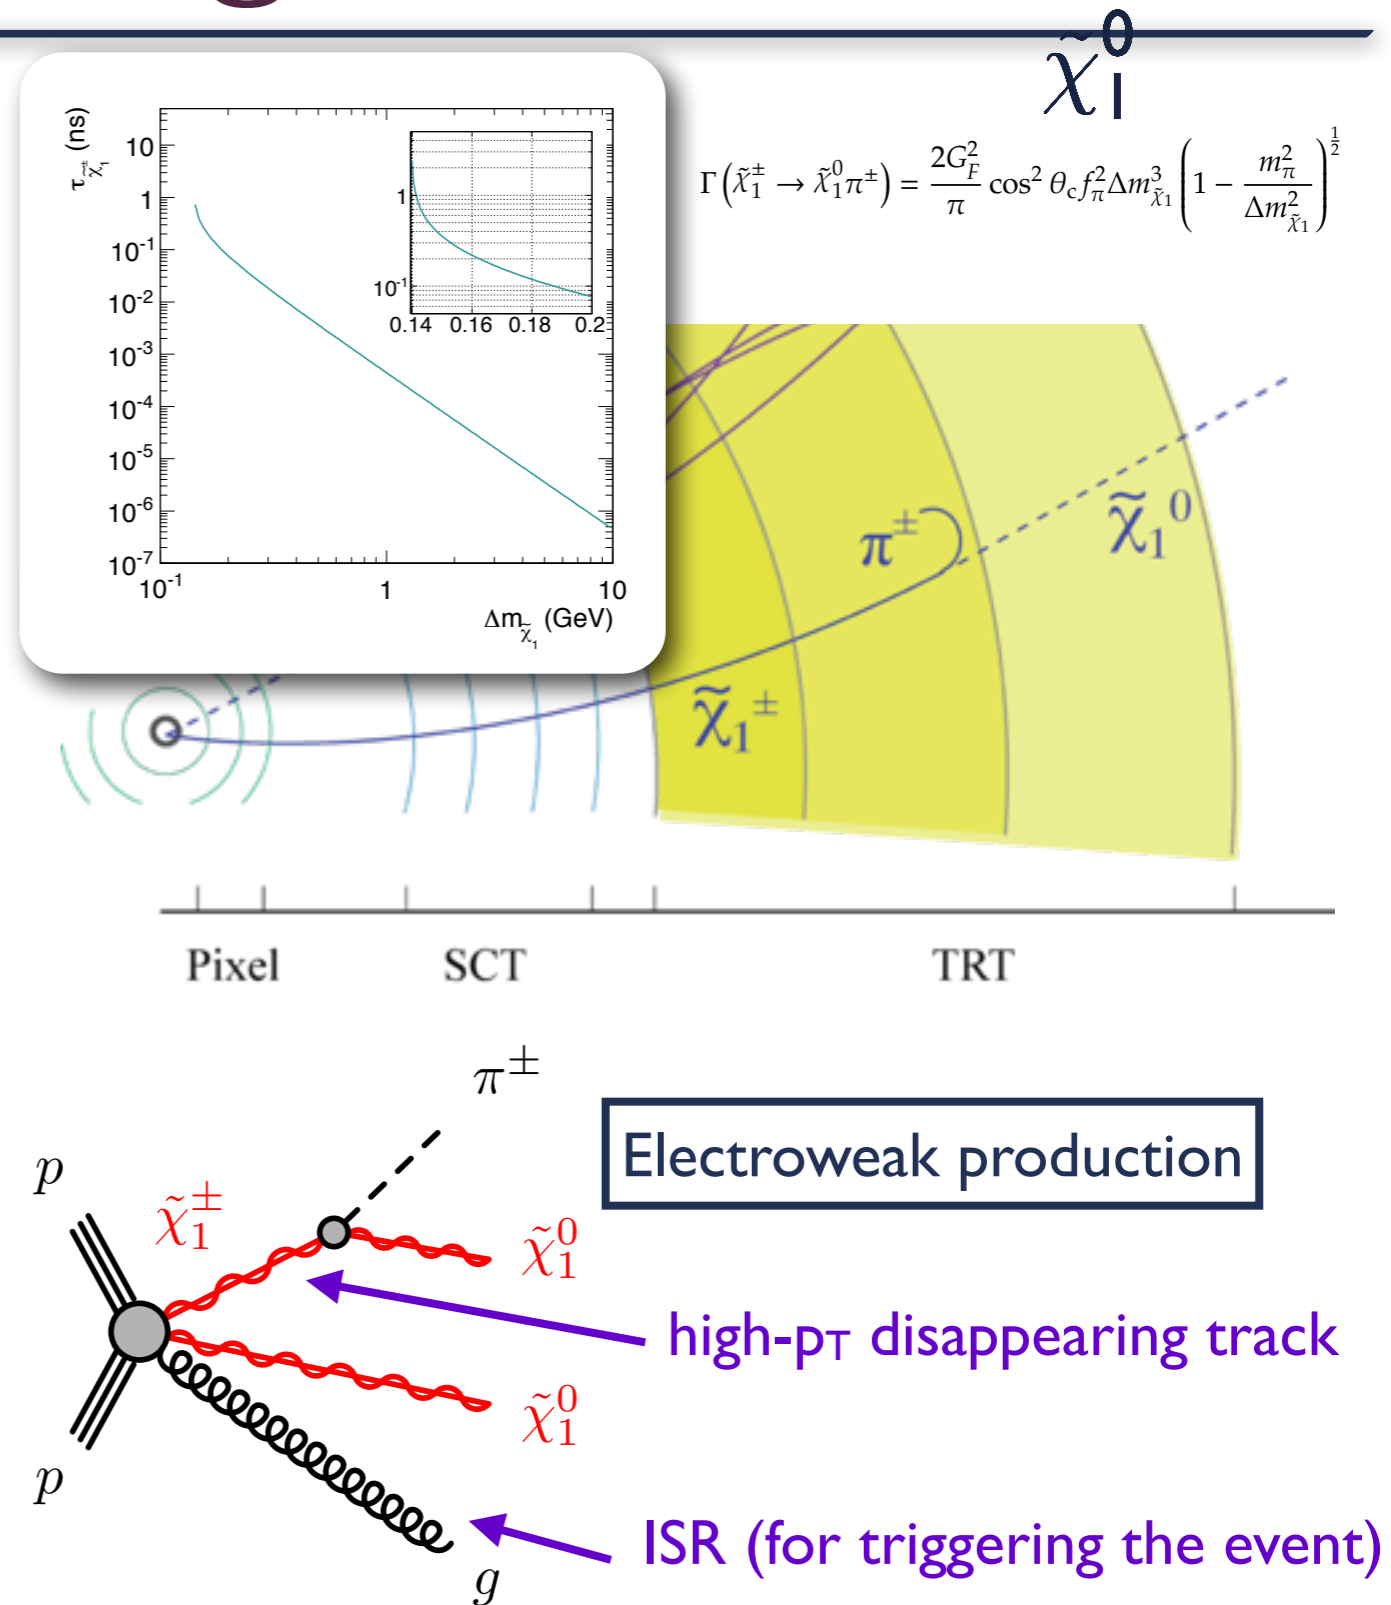 χ̃₁⁰
Γ(χ̃₁± → χ̃₁⁰π±) = 2G_F²/π cos² θ_c f_π² Δm³_χ̃₁ (1 − m_π²/Δm²_χ̃₁)^½
τ_χ̃₁± (ns)
10
1
10⁻¹
10⁻²
10⁻³
10⁻⁴
10⁻⁵
10⁻⁶
10⁻⁷
10⁻¹ 1 10
Δm_χ̃₁ (GeV)
1
10⁻¹
0.14 0.16 0.18 0.2
π±
χ̃₁⁰
χ̃₁±
Pixel SCT TRT
π±
Electroweak production
p
χ̃₁±
χ̃₁⁰
high-pT disappearing track
χ̃₁⁰
p
ISR (for triggering the event)
g